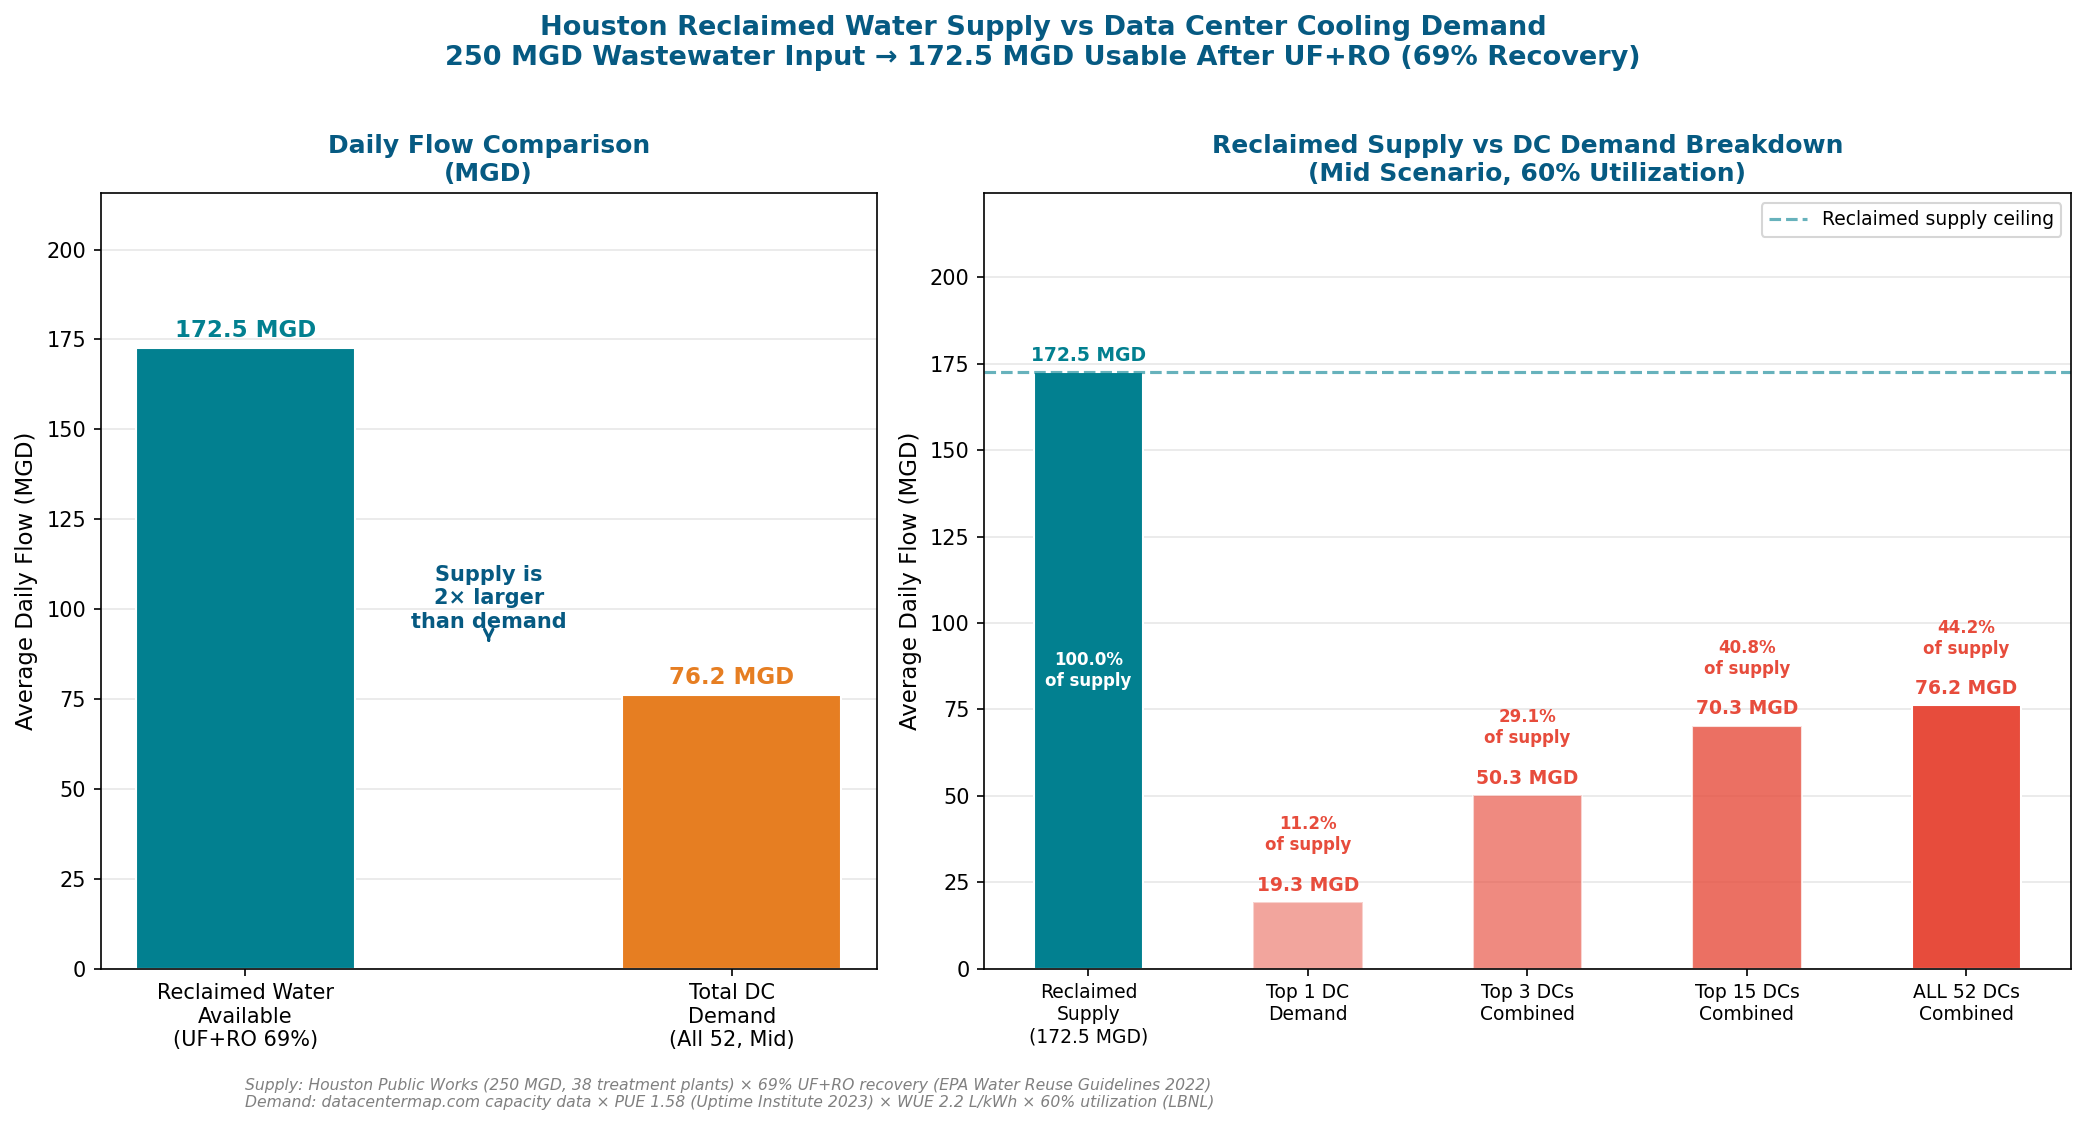 Houston Reclaimed Water Supply vs Data Center Cooling Demand
250 MGD Wastewater Input → 172.5 MGD Usable After UF+RO (69% Recovery)
Daily Flow Comparison
(MGD)
Average Daily Flow (MGD)
200
175
150
125
100
75
50
25
0
172.5 MGD
Supply is
2× larger
than demand
76.2 MGD
Reclaimed Water
Available
(UF+RO 69%)
Total DC
Demand
(All 52, Mid)
Reclaimed Supply vs DC Demand Breakdown
(Mid Scenario, 60% Utilization)
Reclaimed supply ceiling
Average Daily Flow (MGD)
200
175
150
125
100
75
50
25
0
172.5 MGD
100.0%
of supply
11.2%
of supply
19.3 MGD
29.1%
of supply
50.3 MGD
40.8%
of supply
70.3 MGD
44.2%
of supply
76.2 MGD
Reclaimed
Supply
(172.5 MGD)
Top 1 DC
Demand
Top 3 DCs
Combined
Top 15 DCs
Combined
ALL 52 DCs
Combined
Supply: Houston Public Works (250 MGD, 38 treatment plants) × 69% UF+RO recovery (EPA Water Reuse Guidelines 2022)
Demand: datacentermap.com capacity data × PUE 1.58 (Uptime Institute 2023) × WUE 2.2 L/kWh × 60% utilization (LBNL)